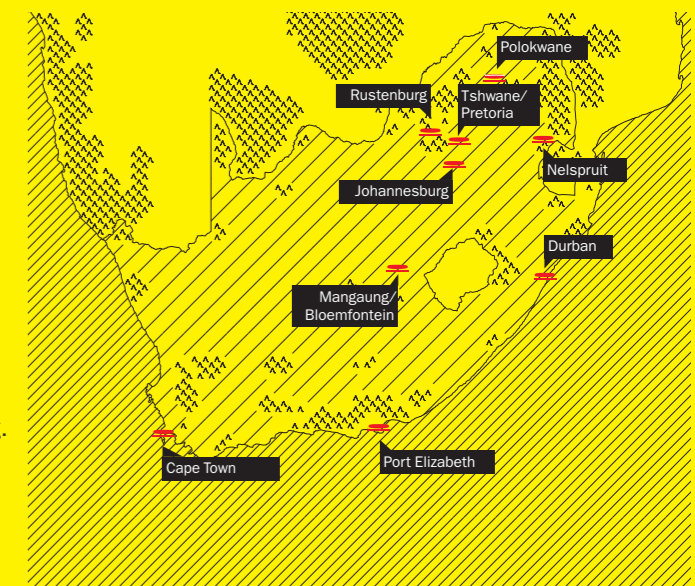 Polokwane
Rustenburg
Tshwane/
Pretoria
Nelspruit
Johannesburg
Durban
Mangaung/
Bloemfontein
Cape Town
Port Elizabeth